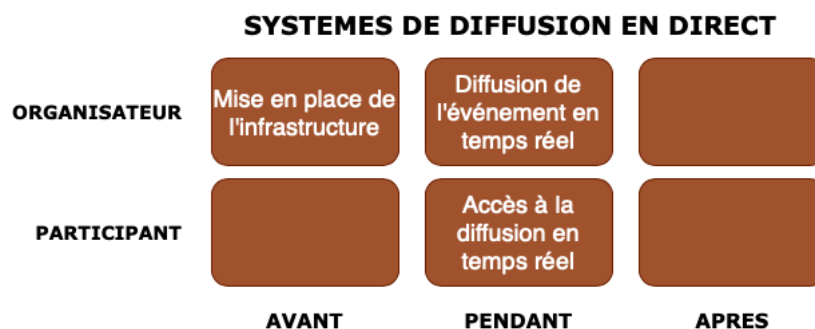 SYSTEMES DE DIFFUSION EN DIRECT
ORGANISATEUR
Mise en place de
l'infrastructure
Diffusion de
l'événement en
temps réel
PARTICIPANT
Accès à la
diffusion en
temps réel
AVANT
PENDANT
APRES